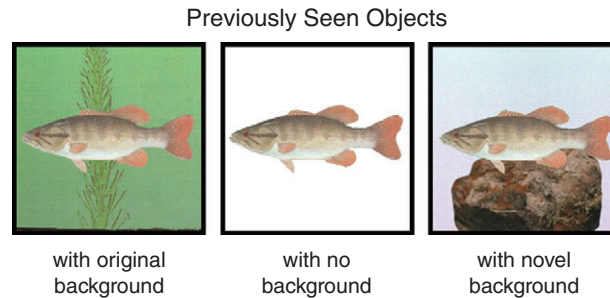 Previously Seen Objects
with original
background
with no
background
with novel
background